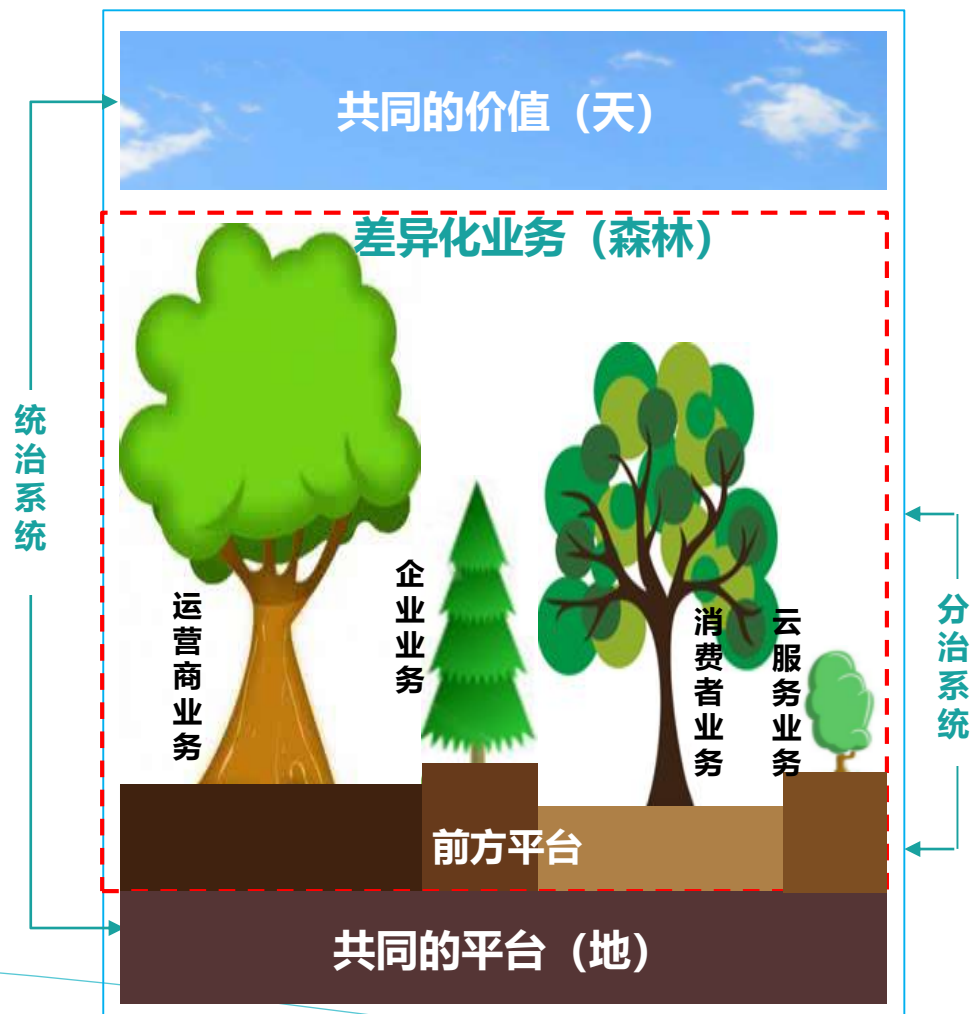 共同的价值（天）
差异化业务（森林）
统治系统
运营商业务
企业业务
消费者业务
云服务业务
分治系统
前方平台
共同的平台（地）